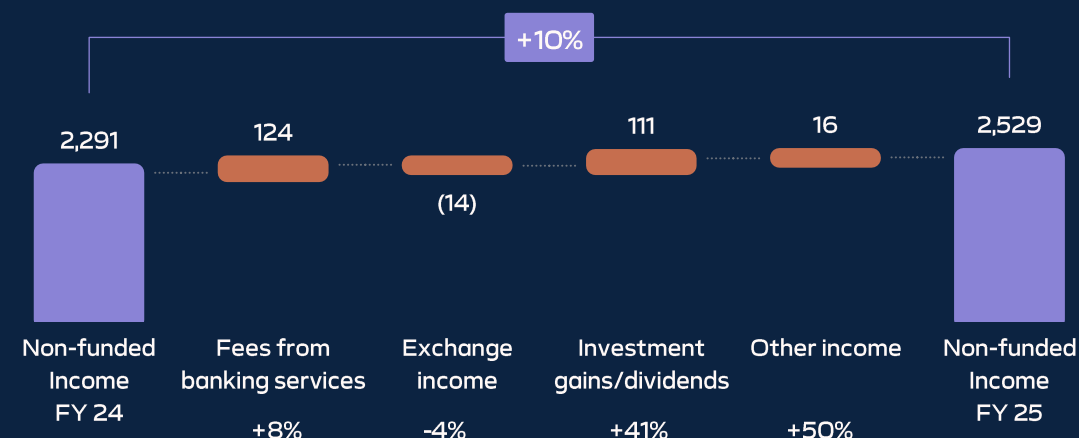 +10%
2,291
124
(14)
111
16
2,529
Non-funded
Income
FY 24
Fees from
banking services
+8%
Exchange
income
-4%
Investment
gains/dividends
+41%
Other income
+50%
Non-funded
Income
FY 25